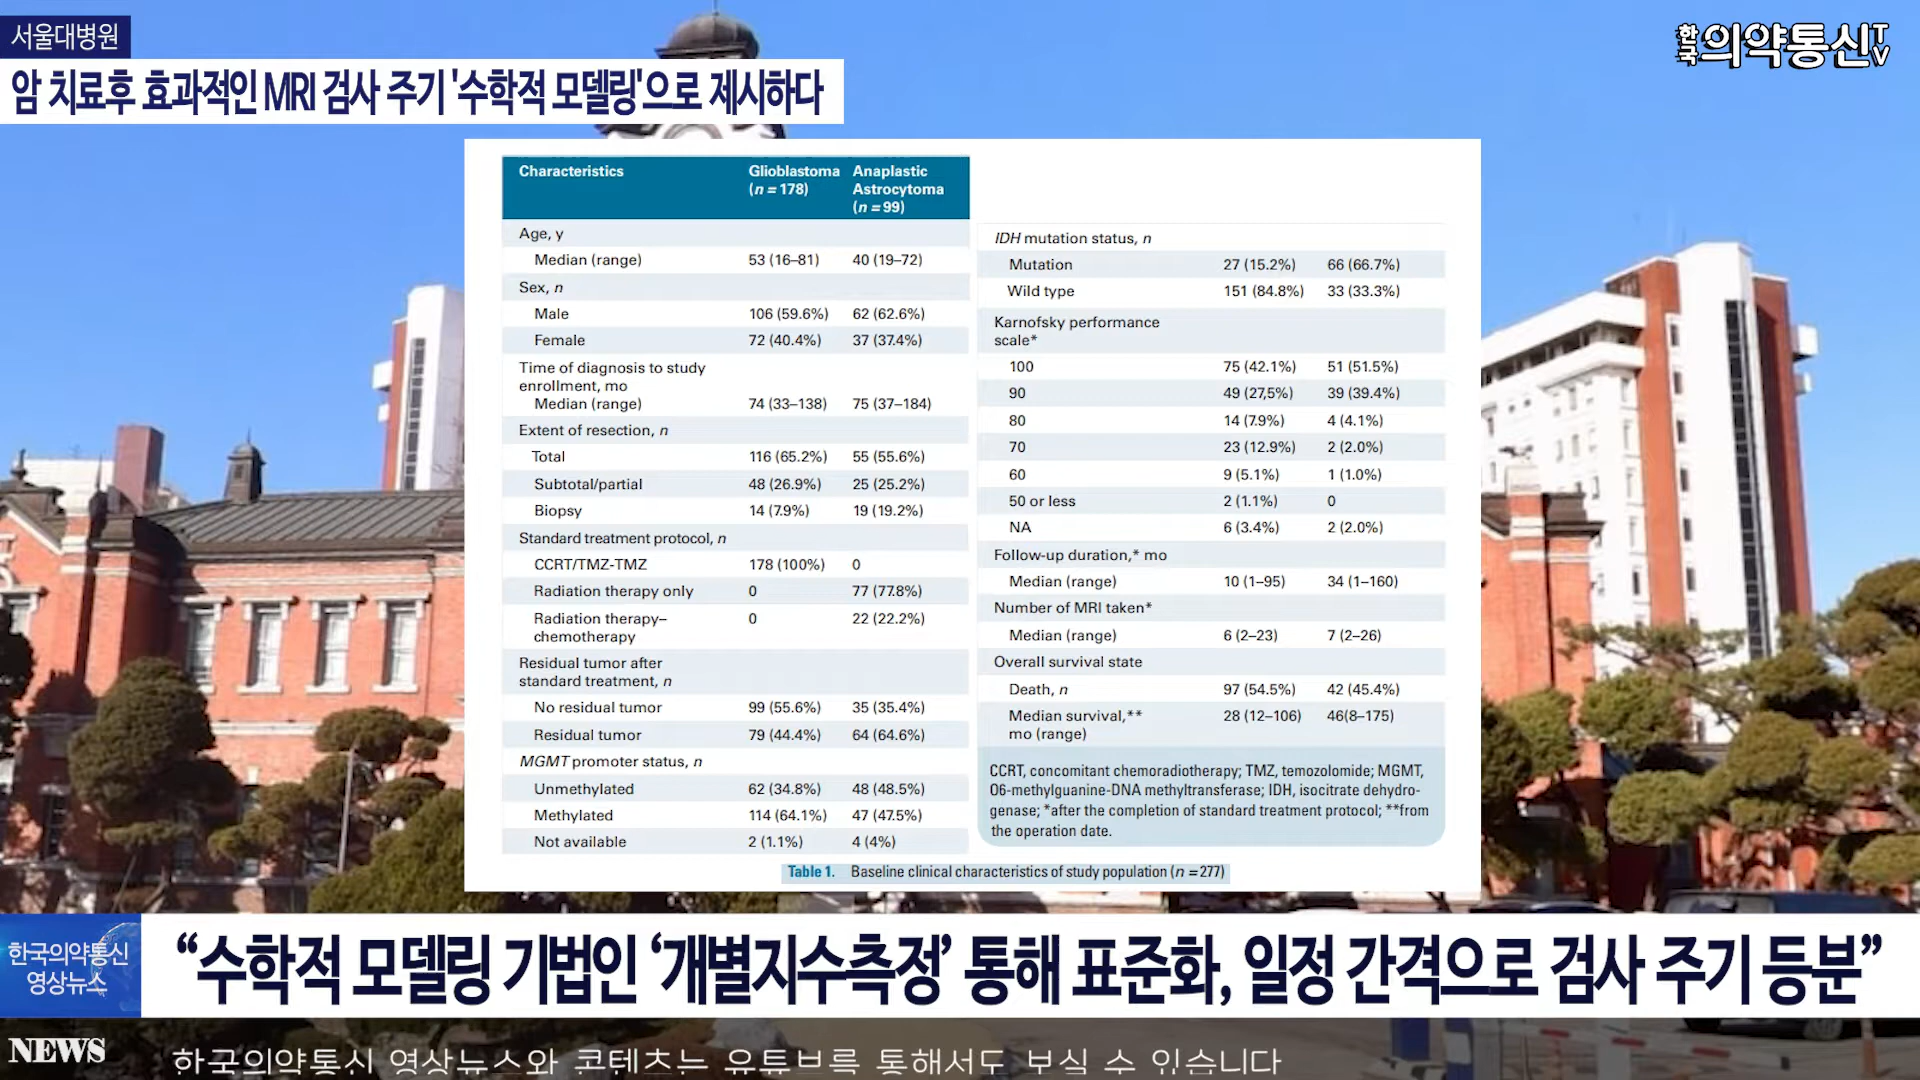 서울대병원
암 치료후 효과적인 MRI 검사 주기 '수학적 모델링'으로 제시하다
한국의약통신TV
Characteristics Glioblastoma (n = 178) Anaplastic Astrocytoma (n = 99)
Age, y
Median (range) 53 (16–81) 40 (19–72)
Sex, n
Male 106 (59.6%) 62 (62.6%)
Female 72 (40.4%) 37 (37.4%)
Time of diagnosis to study
enrollment, mo
Median (range) 74 (33–138) 75 (37–184)
Extent of resection, n
Total 116 (65.2%) 55 (55.6%)
Subtotal/partial 48 (26.9%) 25 (25.2%)
Biopsy 14 (7.9%) 19 (19.2%)
Standard treatment protocol, n
CCRT/TMZ-TMZ 178 (100%) 0
Radiation therapy only 0 77 (77.8%)
Radiation therapy– 0 22 (22.2%)
chemotherapy
Residual tumor after
standard treatment, n
No residual tumor 99 (55.6%) 35 (35.4%)
Residual tumor 79 (44.4%) 64 (64.6%)
MGMT promoter status, n
Unmethylated 62 (34.8%) 48 (48.5%)
Methylated 114 (64.1%) 47 (47.5%)
Not available 2 (1.1%) 4 (4%)
IDH mutation status, n
Mutation 27 (15.2%) 66 (66.7%)
Wild type 151 (84.8%) 33 (33.3%)
Karnofsky performance
scale*
100 75 (42.1%) 51 (51.5%)
90 49 (27,5%) 39 (39.4%)
80 14 (7.9%) 4 (4.1%)
70 23 (12.9%) 2 (2.0%)
60 9 (5.1%) 1 (1.0%)
50 or less 2 (1.1%) 0
NA 6 (3.4%) 2 (2.0%)
Follow-up duration,* mo
Median (range) 10 (1–95) 34 (1–160)
Number of MRI taken*
Median (range) 6 (2–23) 7 (2–26)
Overall survival state
Death, n 97 (54.5%) 42 (45.4%)
Median survival,** 28 (12–106) 46(8–175)
mo (range)
CCRT, concomitant chemoradiotherapy; TMZ, temozolomide; MGMT,
O6-methylguanine-DNA methyltransferase; IDH, isocitrate dehydro-
genase; *after the completion of standard treatment protocol; **from
the operation date.
Table 1. Baseline clinical characteristics of study population (n = 277)
한국의약통신
영상뉴스
“수학적 모델링 기법인 ‘개별지수측정’ 통해 표준화, 일정 간격으로 검사 주기 등분”
NEWS
한국의약통신 영상뉴스와 콘텐츠는 유튜브를 통해서도 보실 수 있습니다